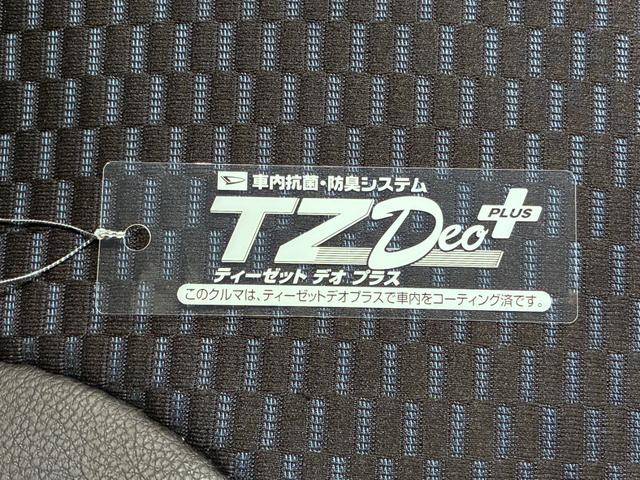 車内抗菌・防臭システム
TZ Deo PLUS
ティーゼット デオ プラス
このクルマは、ティーゼットデオプラスで車内をコーティング済です。